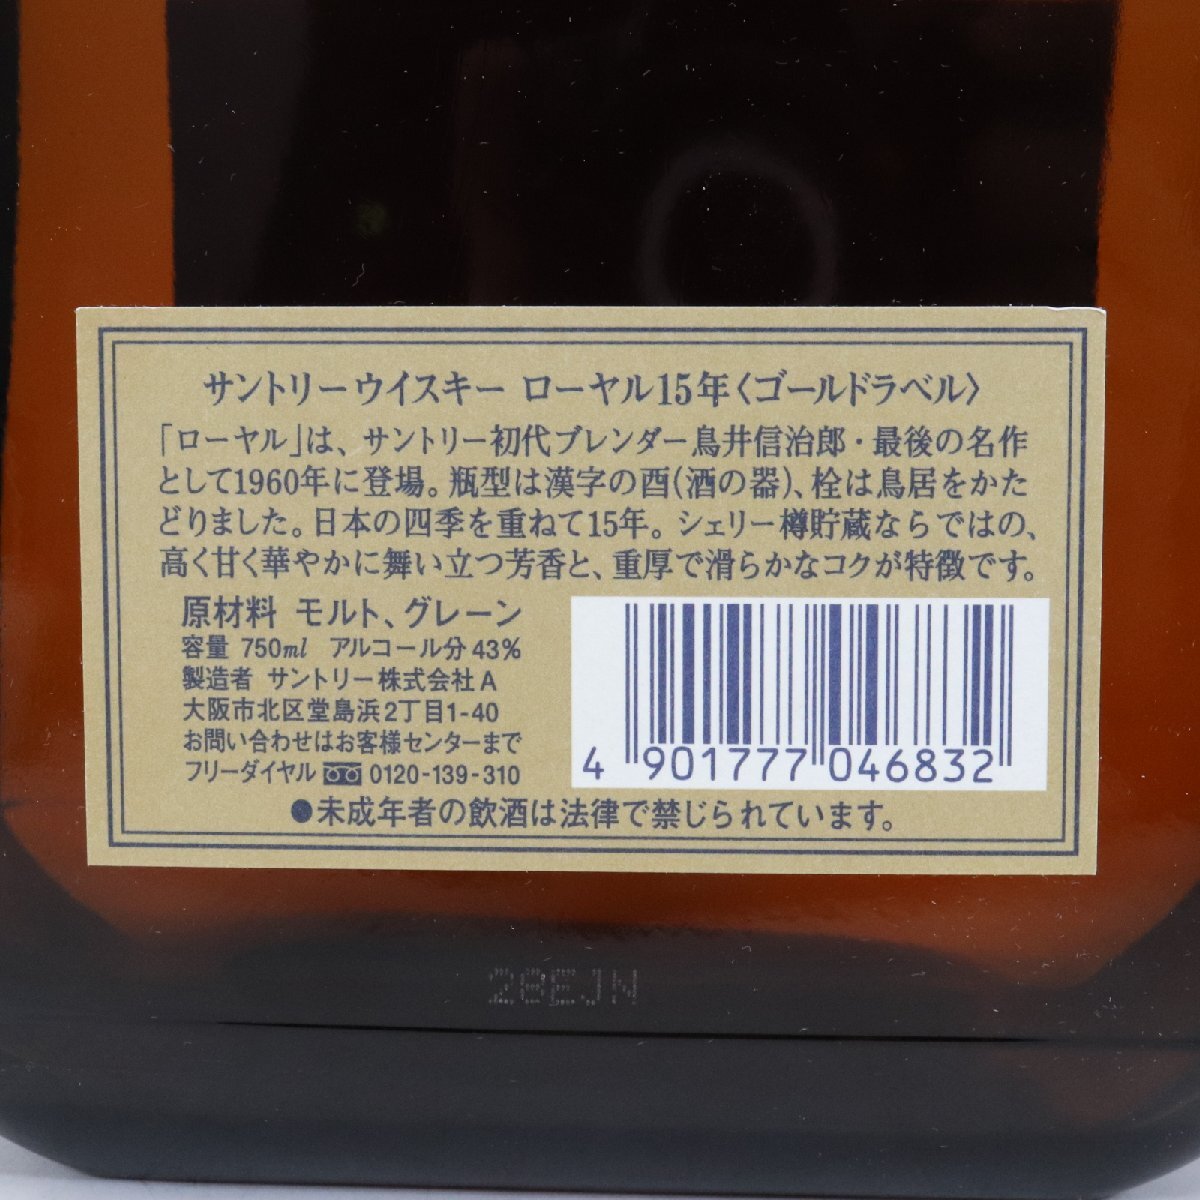 サントリーウイスキー ローヤル15年〈ゴールドラベル〉
「ローヤル」は、サントリー初代ブレンダー鳥井信治郎・最後の名作
として1960年に登場。瓶型は漢字の酉(酒の器)、栓は鳥居をかた
どりました。日本の四季を重ねて15年。シェリー樽貯蔵ならではの、
高く甘く華やかに舞い立つ芳香と、重厚で滑らかなコクが特徴です。
原材料 モルト、グレーン
容量 750ml アルコール分43%
製造者 サントリー株式会社A
大阪市北区堂島浜2丁目1-40
お問い合わせはお客様センターまで
フリーダイヤル 0120-139-310
4 901777 046832
●未成年者の飲酒は法律で禁じられています。
28EJN